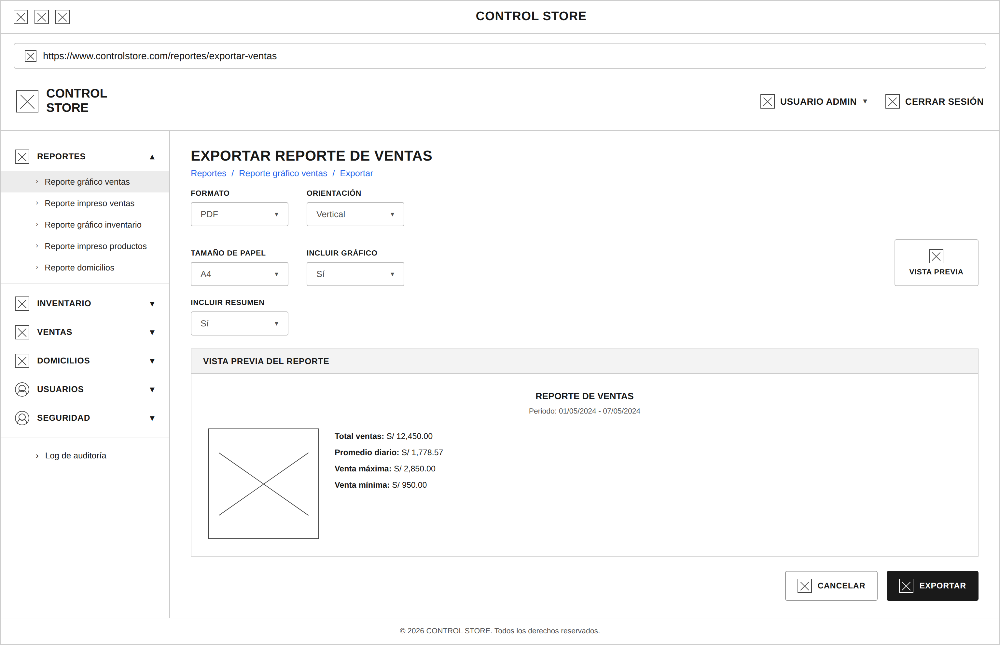 CONTROL STORE
https://www.controlstore.com/reportes/exportar-ventas
CONTROL
STORE
USUARIO ADMIN ▼
CERRAR SESIÓN
REPORTES ▲
› Reporte gráfico ventas
› Reporte impreso ventas
› Reporte gráfico inventario
› Reporte impreso productos
› Reporte domicilios
INVENTARIO ▼
VENTAS ▼
DOMICILIOS ▼
USUARIOS ▼
SEGURIDAD ▼
› Log de auditoría
EXPORTAR REPORTE DE VENTAS
Reportes / Reporte gráfico ventas / Exportar
FORMATO
PDF ▼
ORIENTACIÓN
Vertical ▼
TAMAÑO DE PAPEL
A4 ▼
INCLUIR GRÁFICO
Sí ▼
VISTA PREVIA
INCLUIR RESUMEN
Sí ▼
VISTA PREVIA DEL REPORTE
REPORTE DE VENTAS
Periodo: 01/05/2024 - 07/05/2024
Total ventas: S/ 12,450.00
Promedio diario: S/ 1,778.57
Venta máxima: S/ 2,850.00
Venta mínima: S/ 950.00
CANCELAR
EXPORTAR
© 2026 CONTROL STORE. Todos los derechos reservados.